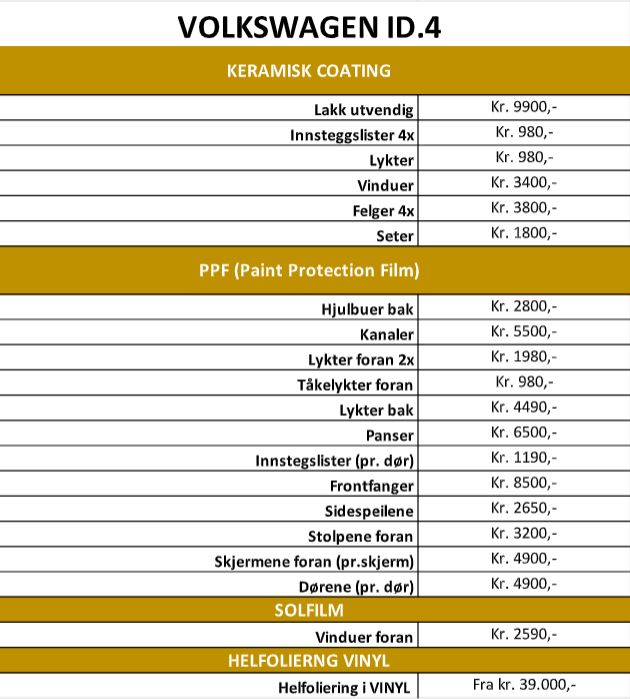 VOLKSWAGEN ID.4
KERAMISK COATING
Lakk utvendig Kr. 9900,-
Innsteggslister 4x Kr. 980,-
Lykter Kr. 980,-
Vinduer Kr. 3400,-
Felger 4x Kr. 3800,-
Seter Kr. 1800,-
PPF (Paint Protection Film)
Hjulbuer bak Kr. 2800,-
Kanaler Kr. 5500,-
Lykter foran 2x Kr. 1980,-
Tåkelykter foran Kr. 980,-
Lykter bak Kr. 4490,-
Panser Kr. 6500,-
Innstegslister (pr. dør) Kr. 1190,-
Frontfanger Kr. 8500,-
Sidespeilene Kr. 2650,-
Stolpene foran Kr. 3200,-
Skjermene foran (pr.skjerm) Kr. 4900,-
Dørene (pr. dør) Kr. 4900,-
SOLFILM
Vinduer foran Kr. 2590,-
HELFOLIERNG VINYL
Helfoliering i VINYL Fra kr. 39.000,-